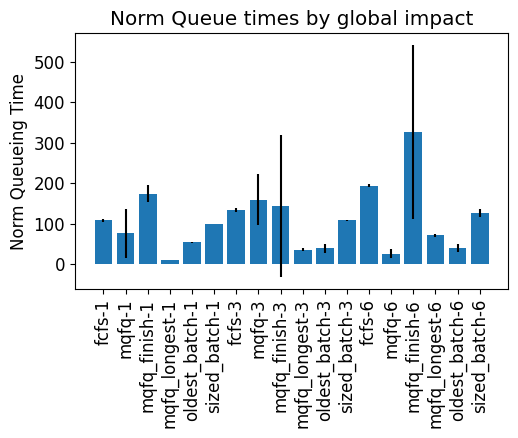 Norm Queue times by global impact
Norm Queueing Time
500
400
300
200
100
0
fcfs-1
mqfq-1
mqfq_finish-1
mqfq_longest-1
oldest_batch-1
sized_batch-1
fcfs-3
mqfq-3
mqfq_finish-3
mqfq_longest-3
oldest_batch-3
sized_batch-3
fcfs-6
mqfq-6
mqfq_finish-6
mqfq_longest-6
oldest_batch-6
sized_batch-6